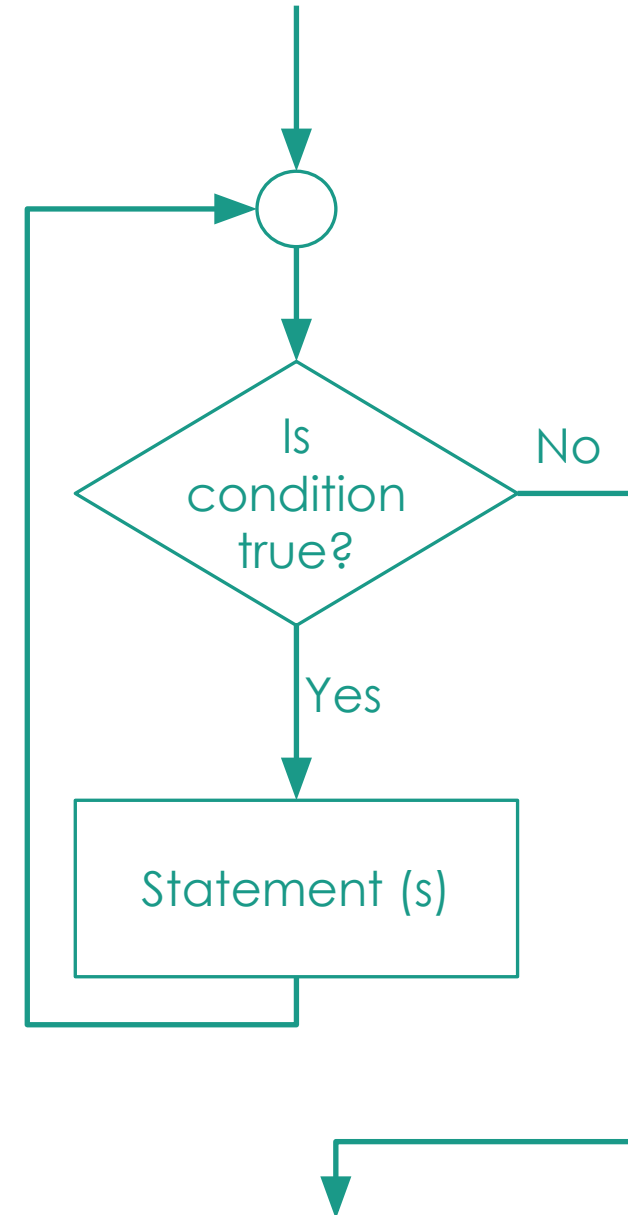 Is
condition
true?
No
Yes
Statement (s)